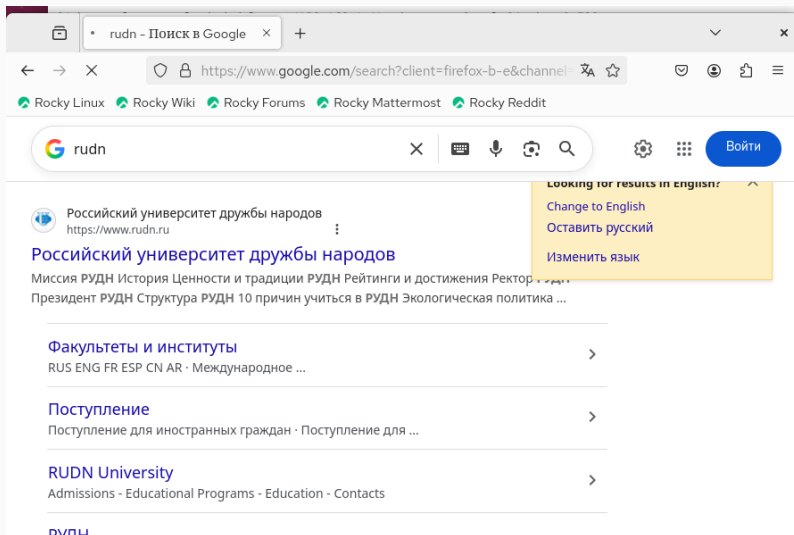 rudn – Поиск в Google
https://www.google.com/search?client=firefox-b-e&channel=
Rocky Linux Rocky Wiki Rocky Forums Rocky Mattermost Rocky Reddit
rudn
Войти
Looking for results in English?
Change to English
Оставить русский
Изменить язык
Российский университет дружбы народов
https://www.rudn.ru
Российский университет дружбы народов
Миссия РУДН История Ценности и традиции РУДН Рейтинги и достижения Ректор РУДН
Президент РУДН Структура РУДН 10 причин учиться в РУДН Экологическая политика ...
Факультеты и институты
RUS ENG FR ESP CN AR · Международное ...
Поступление
Поступление для иностранных граждан · Поступление для ...
RUDN University
Admissions - Educational Programs - Education - Contacts
РУДН